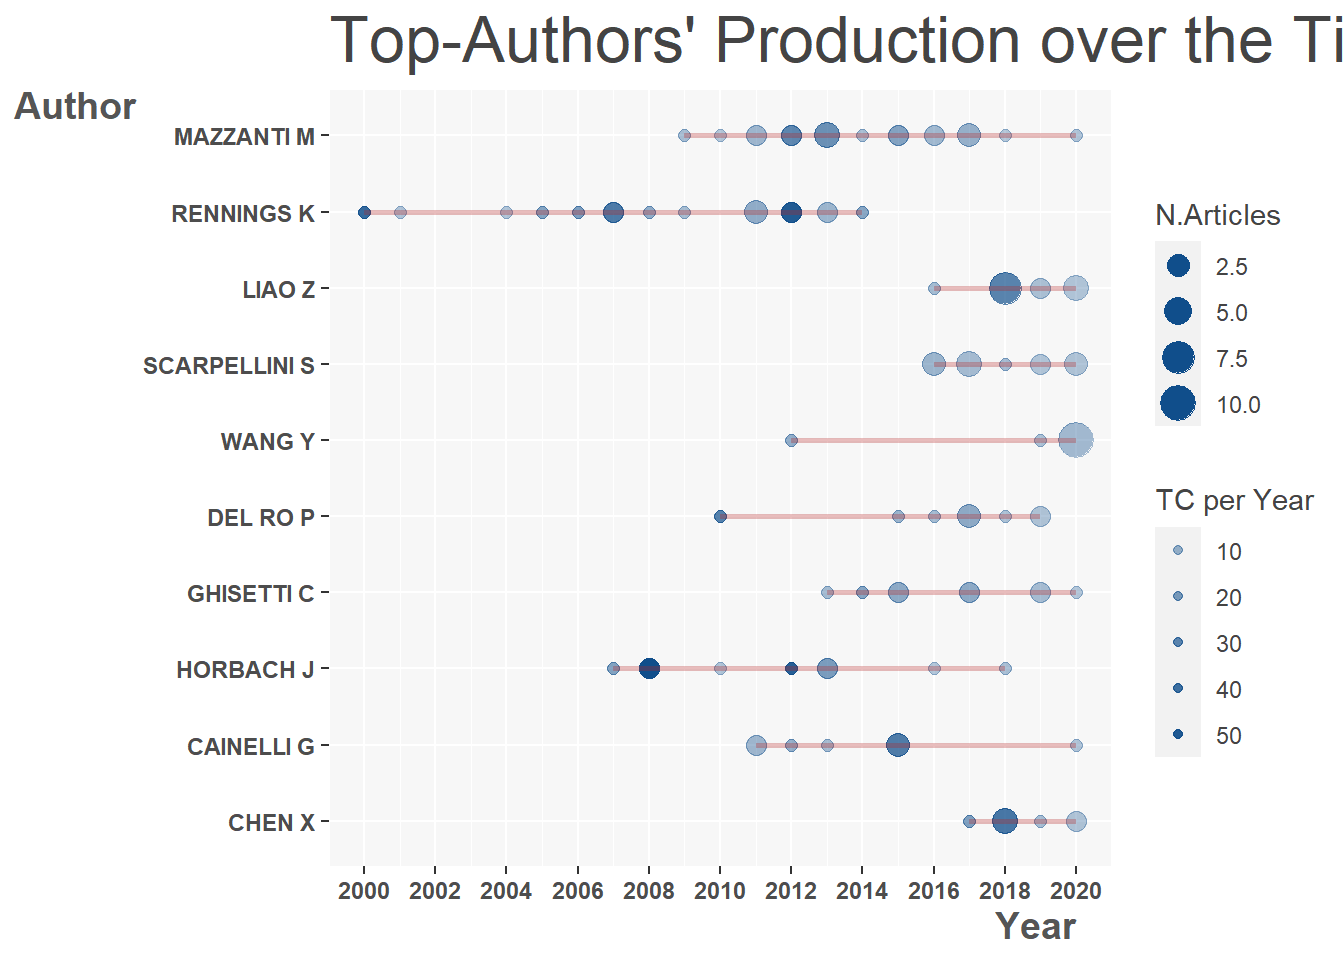 Top-Authors' Production over the Ti
Author
MAZZANTI M
RENNINGS K
LIAO Z
SCARPELLINI S
WANG Y
DEL RO P
GHISETTI C
HORBACH J
CAINELLI G
CHEN X
2000 2002 2004 2006 2008 2010 2012 2014 2016 2018 2020
Year
N.Articles
2.5
5.0
7.5
10.0
TC per Year
10
20
30
40
50